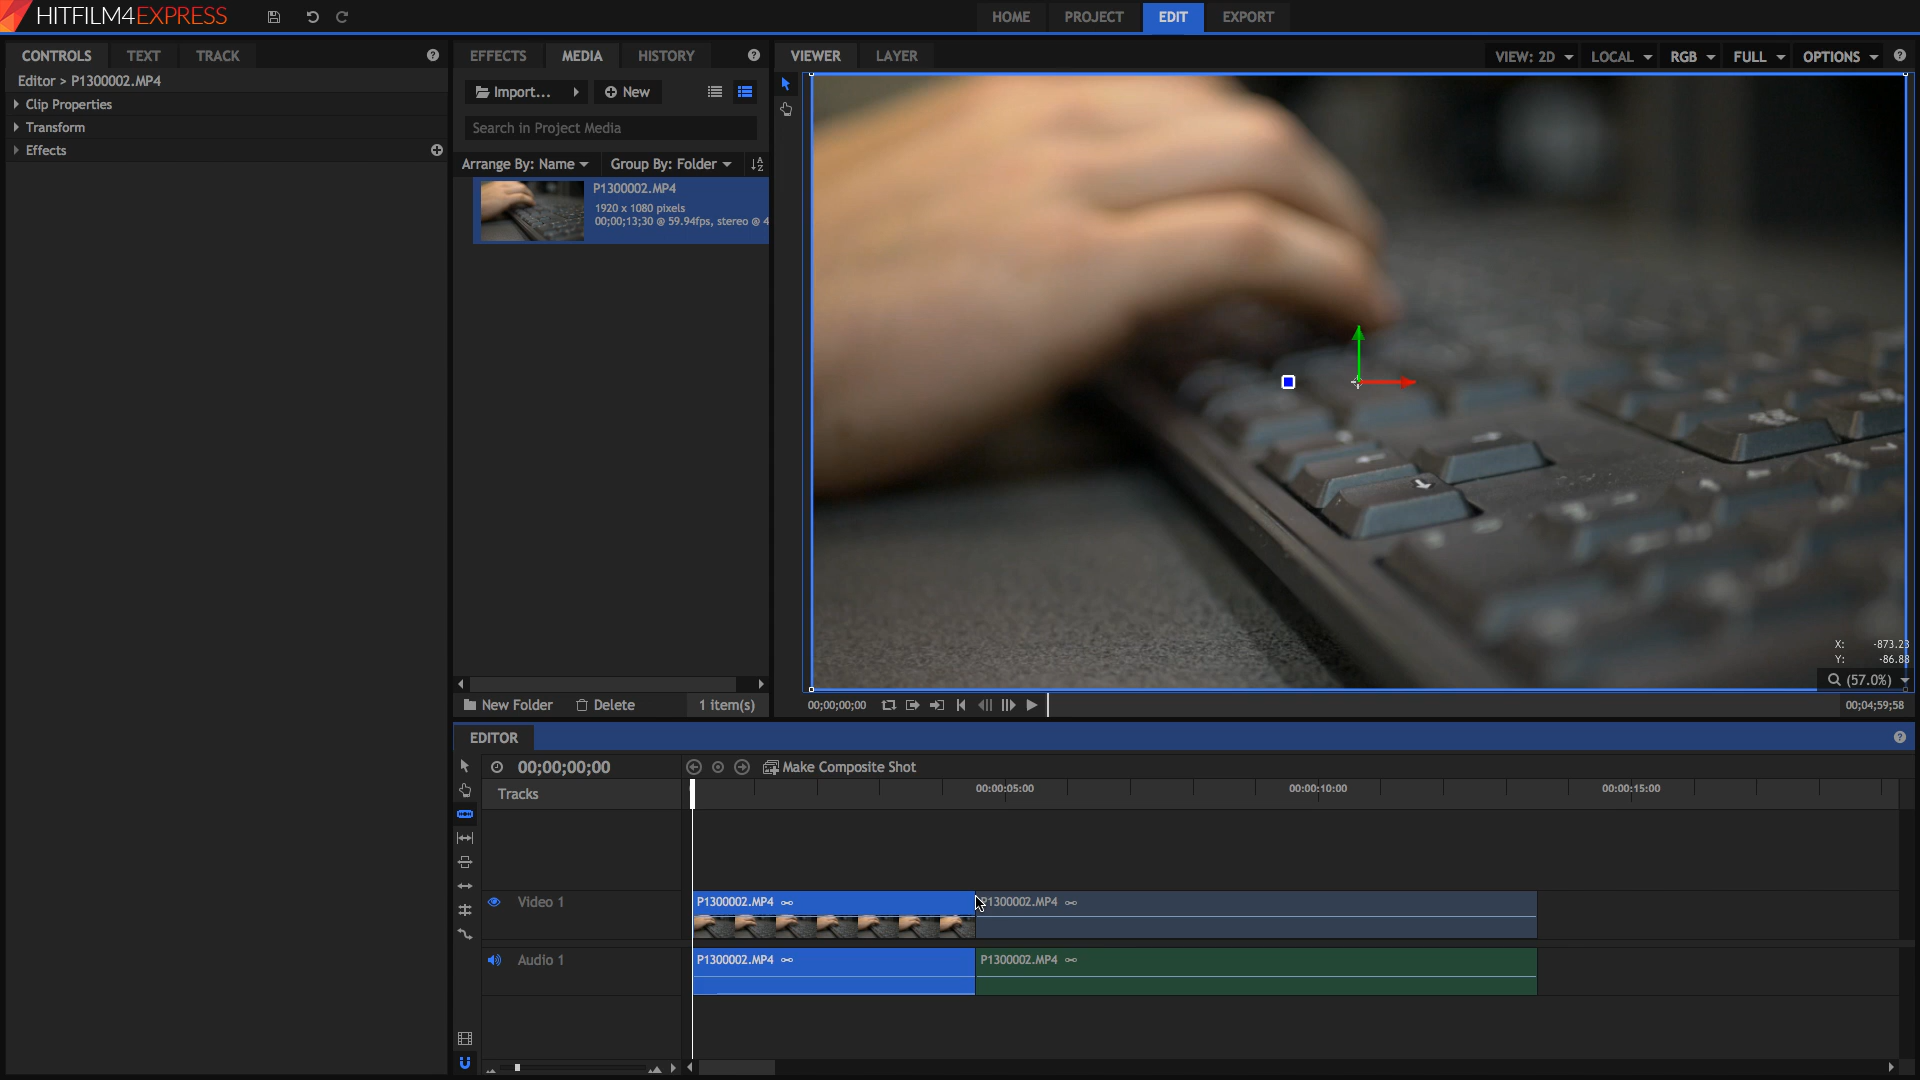 HITFILM4EXPRESS
HOME PROJECT EDIT EXPORT
CONTROLS TEXT TRACK
Editor > P1300002.MP4
Clip Properties
Transform
Effects
EFFECTS MEDIA HISTORY
Import... New
Search in Project Media
Arrange By: Name Group By: Folder
P1300002.MP4
1920 x 1080 pixels
00;00;13;30 @ 59.94fps, stereo @ 4
New Folder Delete 1 item(s)
VIEWER LAYER VIEW: 2D LOCAL RGB FULL OPTIONS
X: -873.23
Y: -86.88
(57.0%)
00;00;00;00 00;04;59;58
EDITOR
00;00;00;00 Make Composite Shot
Tracks 00:00:05;00 00:00:10;00 00:00:15;00
Video 1 P1300002.MP4 P1300002.MP4
Audio 1 P1300002.MP4 P1300002.MP4